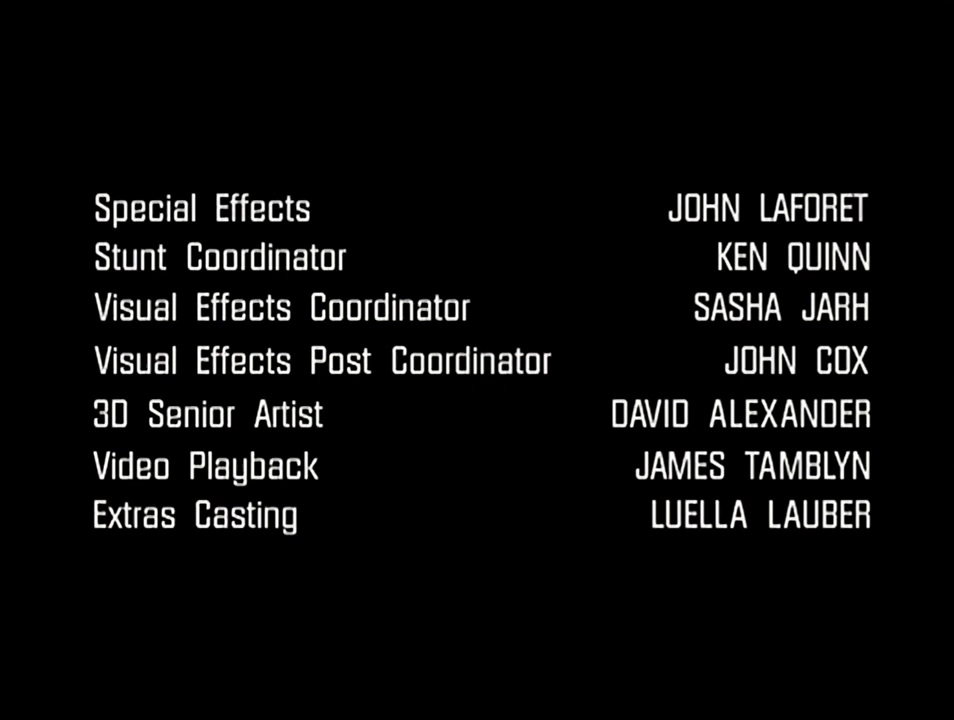 Special Effects JOHN LAFORET
Stunt Coordinator KEN QUINN
Visual Effects Coordinator SASHA JARH
Visual Effects Post Coordinator JOHN COX
3D Senior Artist DAVID ALEXANDER
Video Playback JAMES TAMBLYN
Extras Casting LUELLA LAUBER